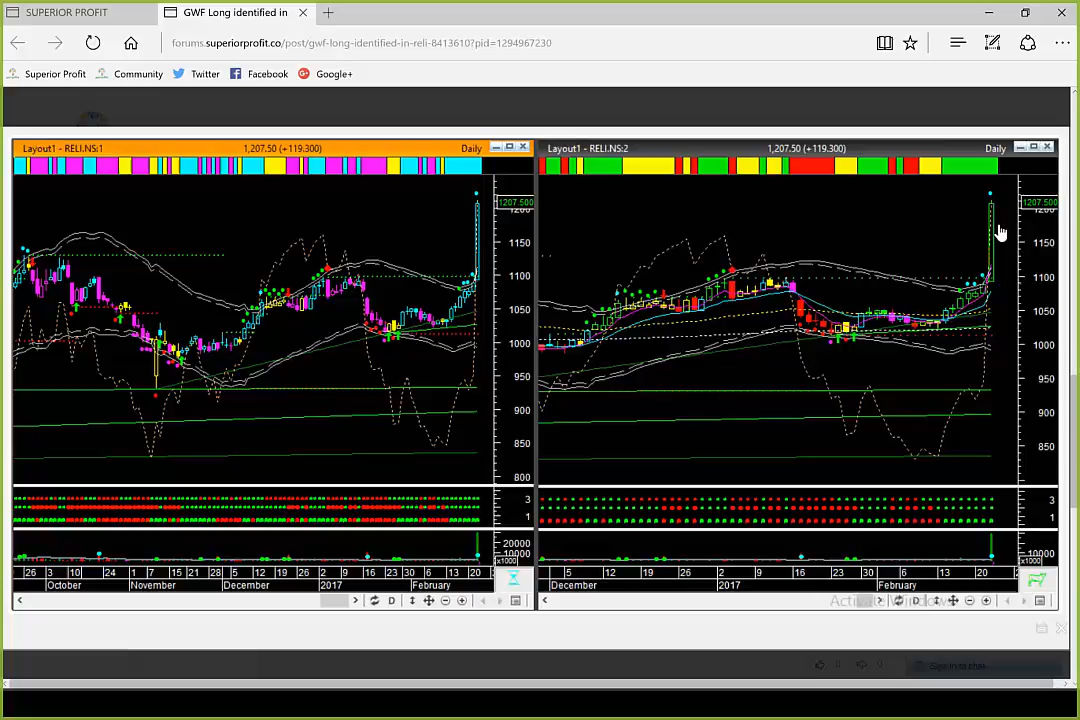 SUPERIOR PROFIT
GWF Long identified in
forums.superiorprofit.co/post/gwf-long-identified-in-reli-8413610?pid=1294967230
Superior Profit Community Twitter Facebook Google+
Layout1 - RELI.NS:1 1,207.50 (+119.300) Daily
1207.500
1200
1150
1100
1050
1000
950
900
850
800
3
1
20000
10000
[x1000]
26 3 10 24 1 7 15 21 28 5 12 19 26 2 9 16 23 30 6 13 20
October November December 2017 February
D
Layout1 - RELI.NS:2 1,207.50 (+119.300) Daily
1207.500
1200
1150
1100
1050
1000
950
900
850
3
1
10000
[x1000]
5 12 19 26 2 9 16 23 30 6 13 20
December 2017 February
D
Activate Windows